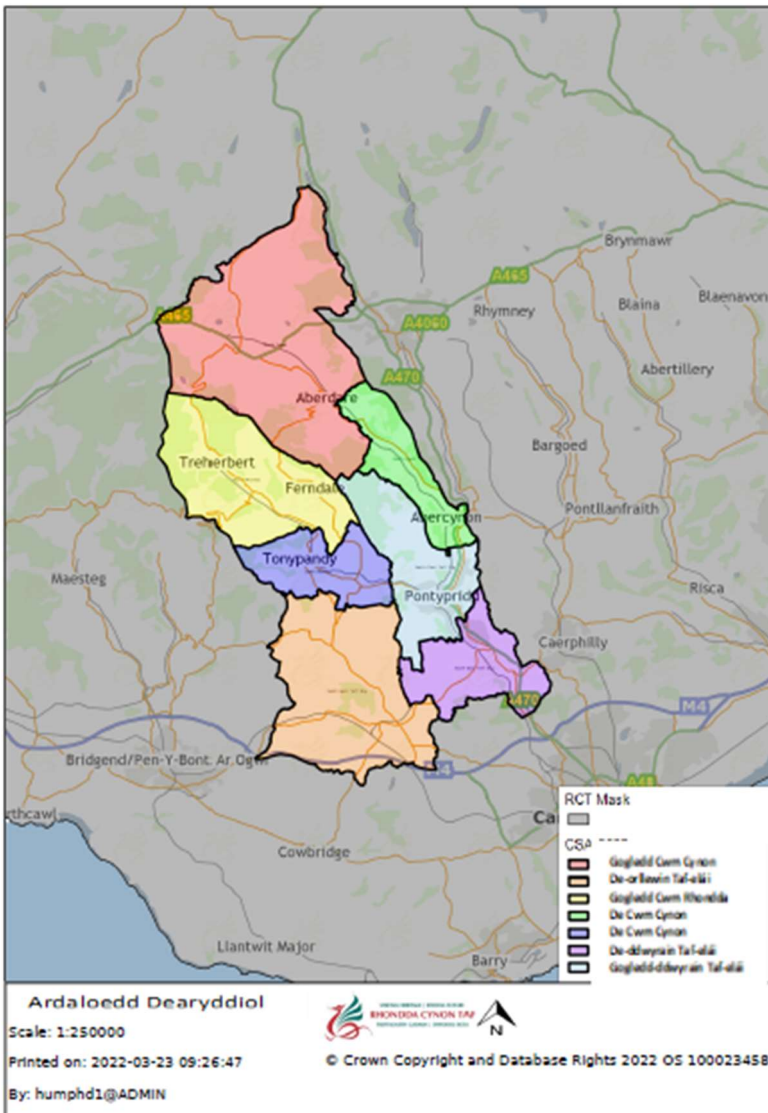 Brynmawr
A465
Rhymney
Blaina
Blaenavon
A465
A4060
Abertillery
A470
Aberdare
Bargoed
Treherbert
Ferndale
Pontllanfraith
Abercynon
Tonypandy
Maesteg
Risca
Pontypridd
Caerphilly
A470
M4
Bridgend/Pen-Y-Bont. Ar.Ogwr
M4
A48
rthcawl
Ca
Cowbridge
Llantwit Major
Barry
RCT Mask
CSA
Gogledd Cwm Cynon
De-orllewin Taf-elái
Gogledd Cwm Rhondda
De Cwm Cynon
De Cwm Cynon
De-ddwyrain Taf-elái
Gogledd-ddwyrain Taf-elái
Ardaloedd Dearyddiol
RHONDDA CYNON TAF
N
Scale: 1:250000
Printed on: 2022-03-23 09:26:47
© Crown Copyright and Database Rights 2022 OS 100023458
By: humphd1@ADMIN